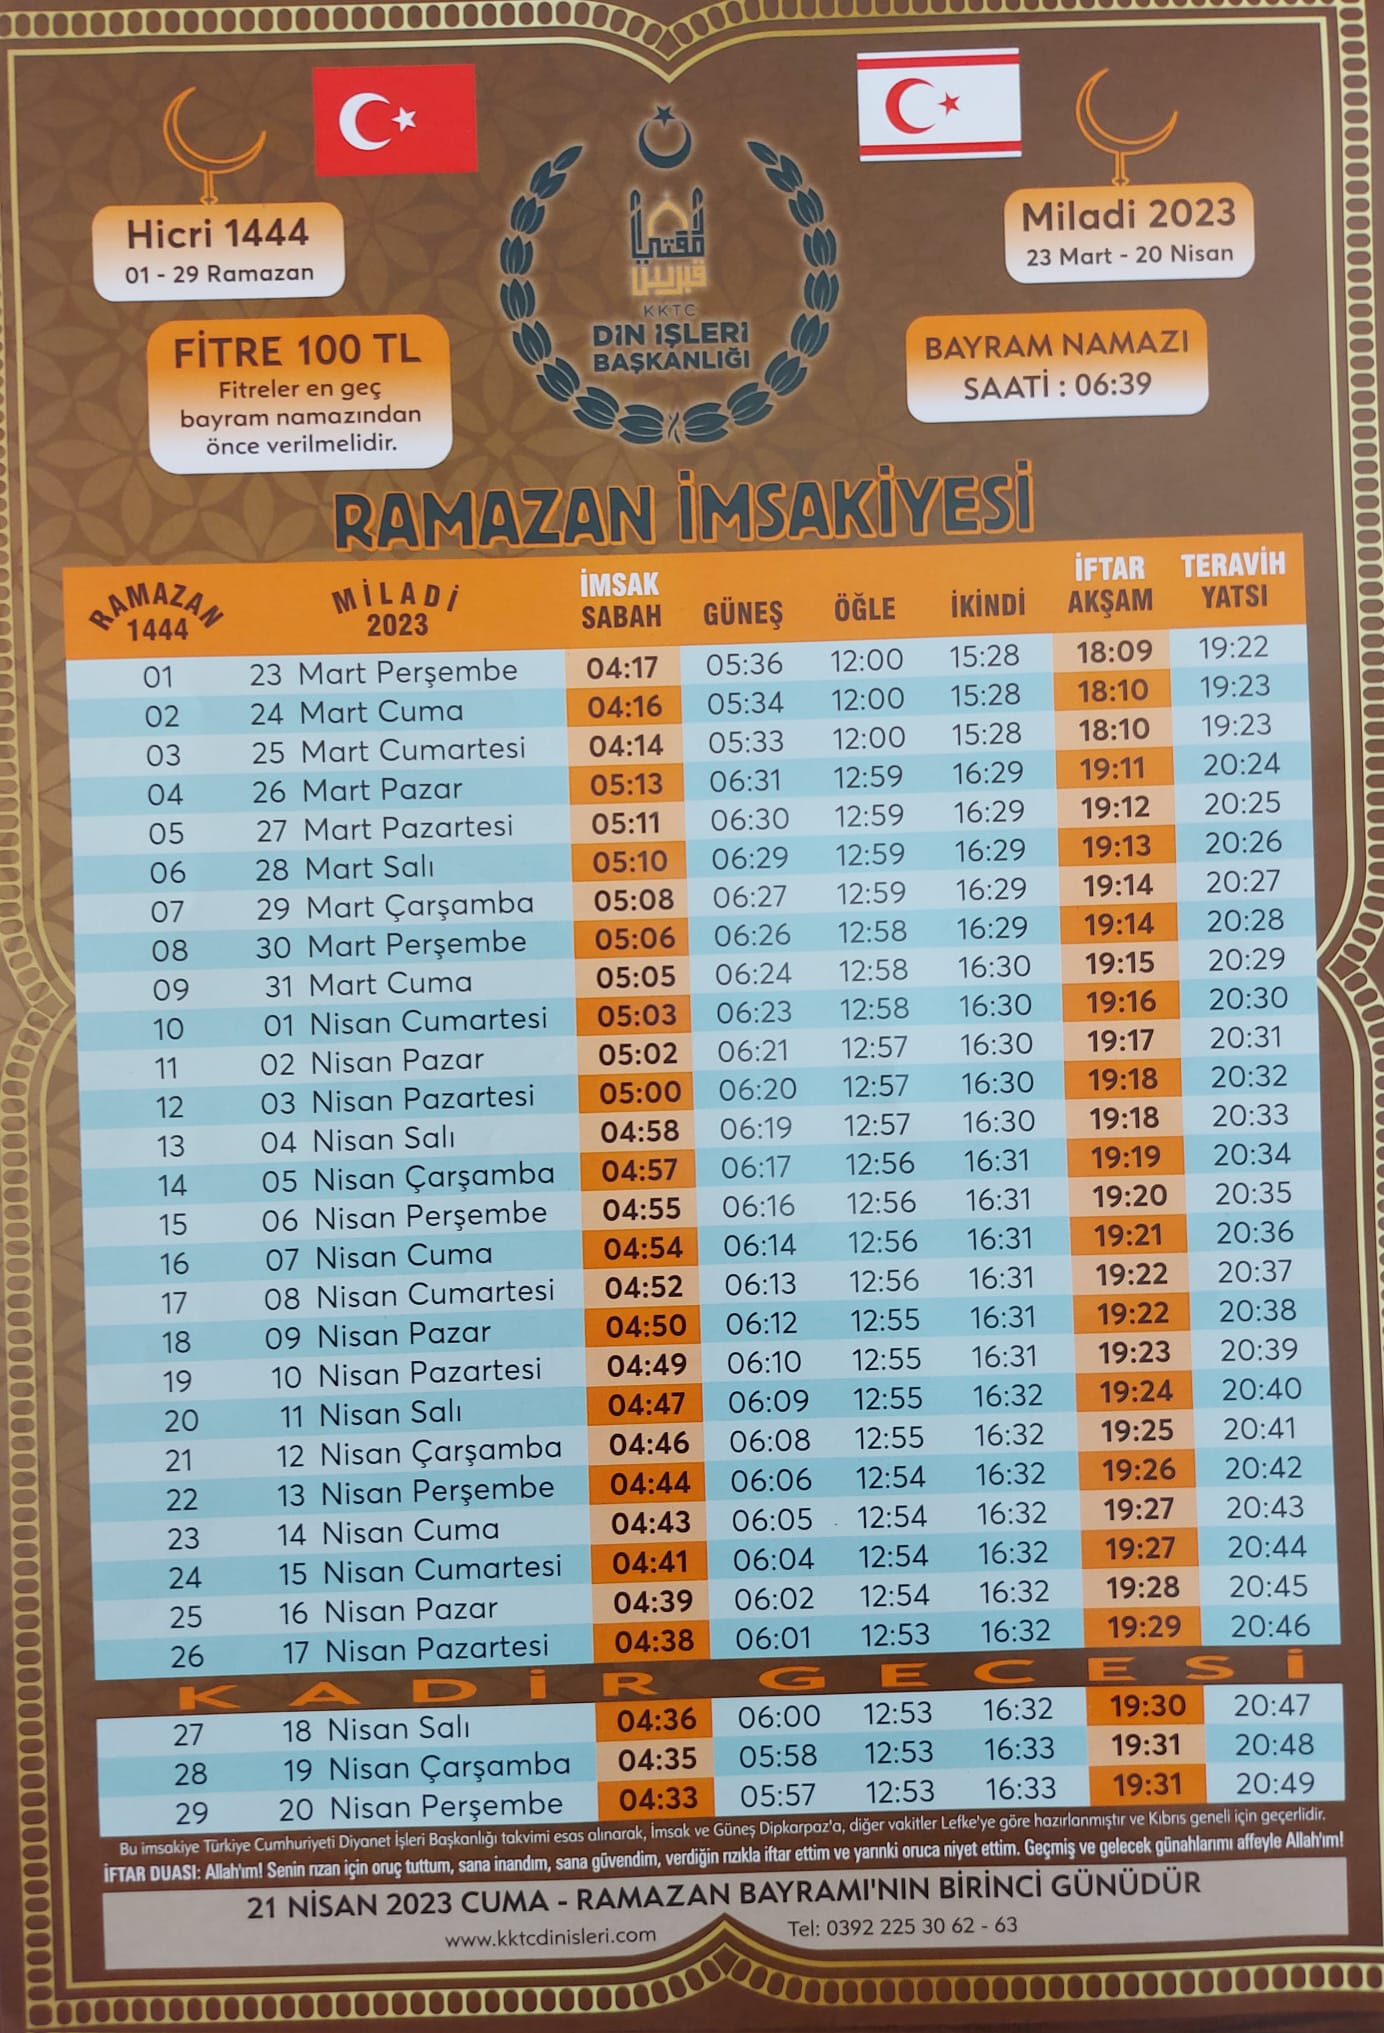 Hicri 1444
01 - 29 Ramazan
Miladi 2023
23 Mart - 20 Nisan
مفتي
قبرين
KKTC
DİN İŞLERİ
BAŞKANLIĞI
FİTRE 100 TL
Fitreler en geç
bayram namazından
önce verilmelidir.
BAYRAM NAMAZI
SAATİ : 06:39
RAMAZAN İMSAKİYESİ
RAMAZAN 1444 MİLADİ 2023 İMSAK SABAH GÜNEŞ ÖĞLE İKİNDİ İFTAR AKŞAM TERAVİH YATSI
01 23 Mart Perşembe 04:17 05:36 12:00 15:28 18:09 19:22
02 24 Mart Cuma 04:16 05:34 12:00 15:28 18:10 19:23
03 25 Mart Cumartesi 04:14 05:33 12:00 15:28 18:10 19:23
04 26 Mart Pazar 05:13 06:31 12:59 16:29 19:11 20:24
05 27 Mart Pazartesi 05:11 06:30 12:59 16:29 19:12 20:25
06 28 Mart Salı 05:10 06:29 12:59 16:29 19:13 20:26
07 29 Mart Çarşamba 05:08 06:27 12:59 16:29 19:14 20:27
08 30 Mart Perşembe 05:06 06:26 12:58 16:29 19:14 20:28
09 31 Mart Cuma 05:05 06:24 12:58 16:30 19:15 20:29
10 01 Nisan Cumartesi 05:03 06:23 12:58 16:30 19:16 20:30
11 02 Nisan Pazar 05:02 06:21 12:57 16:30 19:17 20:31
12 03 Nisan Pazartesi 05:00 06:20 12:57 16:30 19:18 20:32
13 04 Nisan Salı 04:58 06:19 12:57 16:30 19:18 20:33
14 05 Nisan Çarşamba 04:57 06:17 12:56 16:31 19:19 20:34
15 06 Nisan Perşembe 04:55 06:16 12:56 16:31 19:20 20:35
16 07 Nisan Cuma 04:54 06:14 12:56 16:31 19:21 20:36
17 08 Nisan Cumartesi 04:52 06:13 12:56 16:31 19:22 20:37
18 09 Nisan Pazar 04:50 06:12 12:55 16:31 19:22 20:38
19 10 Nisan Pazartesi 04:49 06:10 12:55 16:31 19:23 20:39
20 11 Nisan Salı 04:47 06:09 12:55 16:32 19:24 20:40
21 12 Nisan Çarşamba 04:46 06:08 12:55 16:32 19:25 20:41
22 13 Nisan Perşembe 04:44 06:06 12:54 16:32 19:26 20:42
23 14 Nisan Cuma 04:43 06:05 12:54 16:32 19:27 20:43
24 15 Nisan Cumartesi 04:41 06:04 12:54 16:32 19:27 20:44
25 16 Nisan Pazar 04:39 06:02 12:54 16:32 19:28 20:45
26 17 Nisan Pazartesi 04:38 06:01 12:53 16:32 19:29 20:46
KADİR GECESİ
27 18 Nisan Salı 04:36 06:00 12:53 16:32 19:30 20:47
28 19 Nisan Çarşamba 04:35 05:58 12:53 16:33 19:31 20:48
29 20 Nisan Perşembe 04:33 05:57 12:53 16:33 19:31 20:49
Bu imsakiye Türkiye Cumhuriyeti Diyanet İşleri Başkanlığı takvimi esas alınarak, İmsak ve Güneş Dipkarpaz'a, diğer vakitler Lefke'ye göre hazırlanmıştır ve Kıbrıs geneli için geçerlidir.
İFTAR DUASI: Allah'ım! Senin rızan için oruç tuttum, sana inandım, sana güvendim, verdiğin rızıkla iftar ettim ve yarınki oruca niyet ettim. Geçmiş ve gelecek günahlarımı affeyle Allah'ım!
21 NİSAN 2023 CUMA - RAMAZAN BAYRAMI'NIN BİRİNCİ GÜNÜDÜR
www.kktcdinisleri.com Tel: 0392 225 30 62 - 63